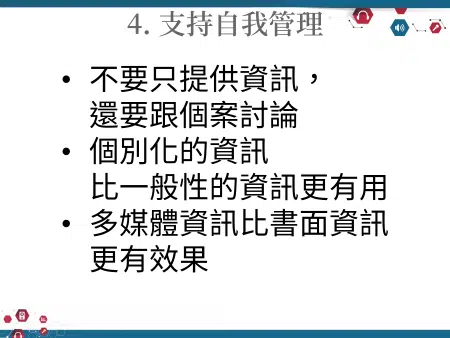 4. 支持自我管理
• 不要只提供資訊，
還要跟個案討論
• 個別化的資訊
比一般性的資訊更有用
• 多媒體資訊比書面資訊
更有效果